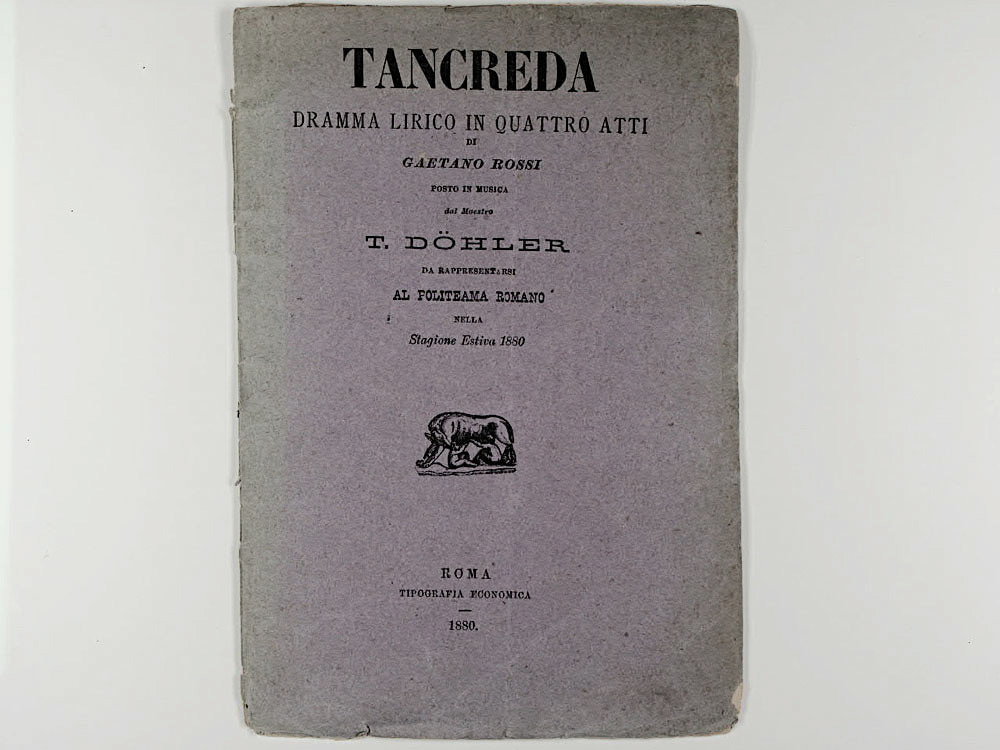 TANCREDA
DRAMMA LIRICO IN QUATTRO ATTI
DI
GAETANO ROSSI
POSTO IN MUSICA
dal Maestro
T. DÖHLER
DA RAPPRESENTARSI
AL POLITEAMA ROMANO
NELLA
Stagione Estiva 1880
ROMA
TIPOGRAFIA ECONOMICA
—
1880.